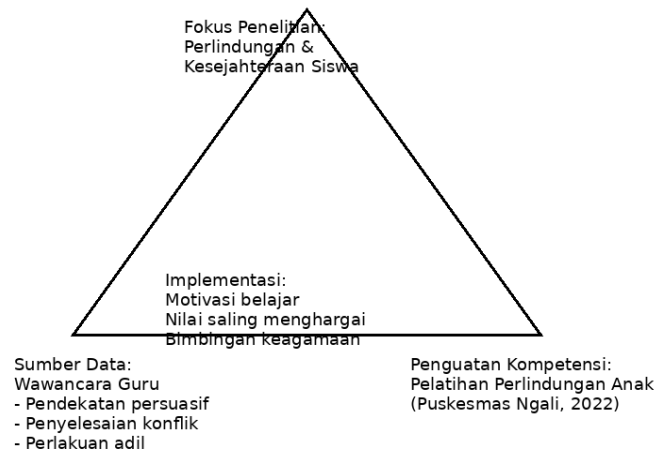 Fokus Penelitian:
Perlindungan &
Kesejahteraan Siswa
Implementasi:
Motivasi belajar
Nilai saling menghargai
Bimbingan keagamaan
Sumber Data:
Wawancara Guru
- Pendekatan persuasif
- Penyelesaian konflik
- Perlakuan adil
Penguatan Kompetensi:
Pelatihan Perlindungan Anak
(Puskesmas Ngali, 2022)